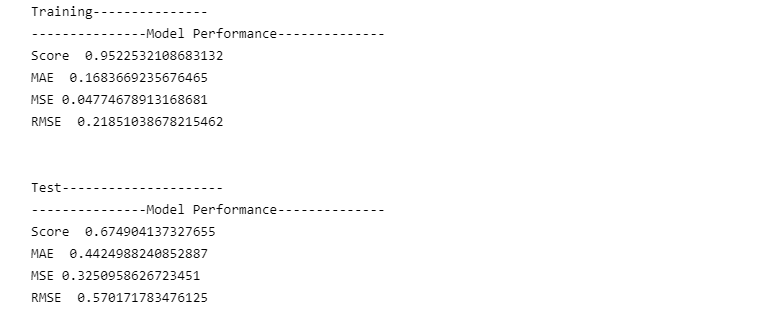 Training---------------
---------------Model Performance--------------
Score  0.9522532108683132
MAE  0.1683669235676465
MSE 0.04774678913168681
RMSE  0.21851038678215462
Test---------------------
---------------Model Performance--------------
Score  0.674904137327655
MAE  0.4424988240852887
MSE 0.3250958626723451
RMSE  0.570171783476125